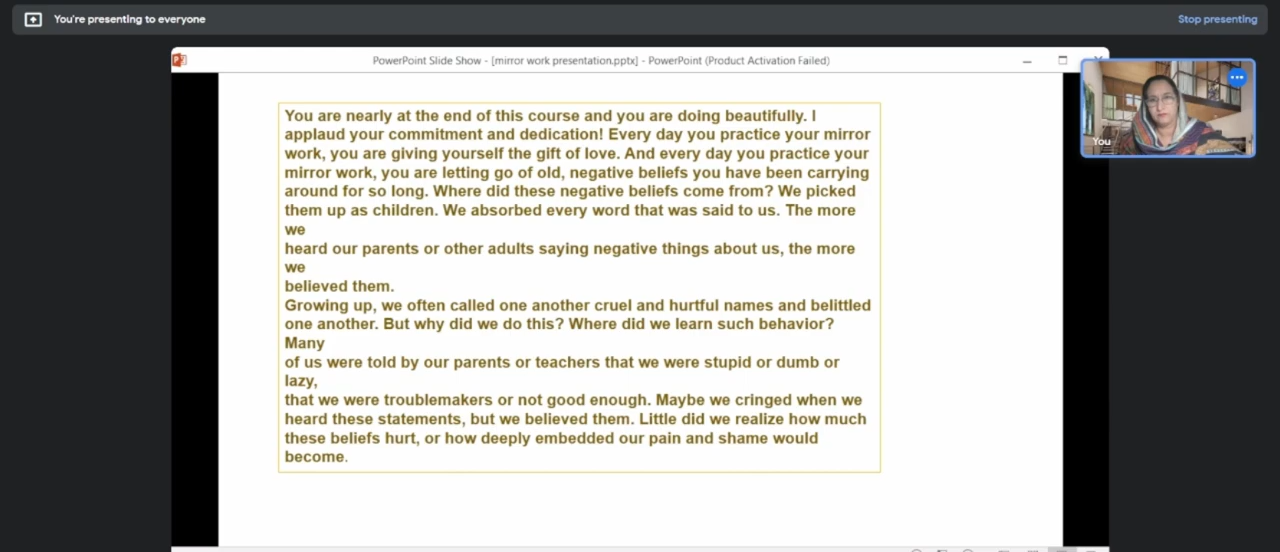 You're presenting to everyone
Stop presenting
PowerPoint Slide Show - [mirror work presentation.pptx] - PowerPoint (Product Activation Failed)
You
You are nearly at the end of this course and you are doing beautifully. I
applaud your commitment and dedication! Every day you practice your mirror
work, you are giving yourself the gift of love. And every day you practice your
mirror work, you are letting go of old, negative beliefs you have been carrying
around for so long. Where did these negative beliefs come from? We picked
them up as children. We absorbed every word that was said to us. The more
we
heard our parents or other adults saying negative things about us, the more
we
believed them.
Growing up, we often called one another cruel and hurtful names and belittled
one another. But why did we do this? Where did we learn such behavior?
Many
of us were told by our parents or teachers that we were stupid or dumb or
lazy,
that we were troublemakers or not good enough. Maybe we cringed when we
heard these statements, but we believed them. Little did we realize how much
these beliefs hurt, or how deeply embedded our pain and shame would
become.